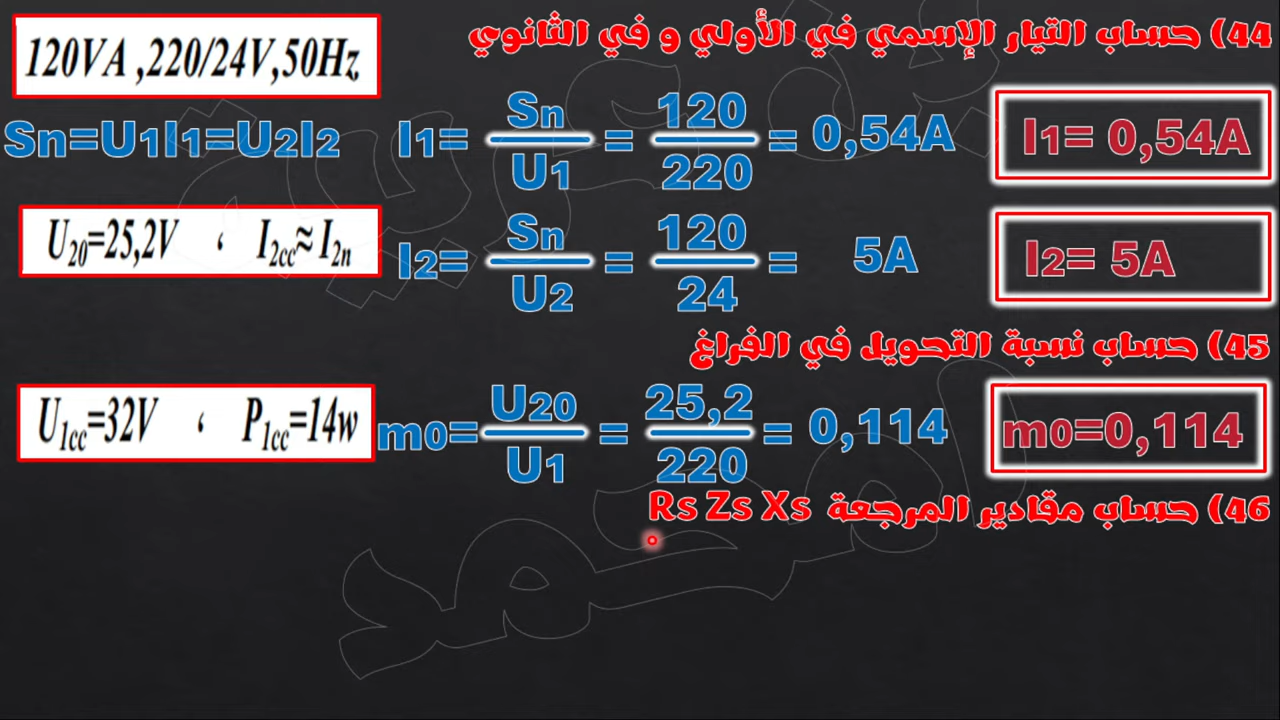 44) حساب التيار الإسمي في الأولي و في الثانوي
120VA ,220/24V,50Hz
Sn=U1I1=U2I2
I1= Sn/U1 = 120/220 = 0,54A
I1= 0,54A
U20=25,2V ، I2cc≈ I2n
I2= Sn/U2 = 120/24 = 5A
I2= 5A
45) حساب نسبة التحويل في الفراغ
U1cc=32V ، P1cc=14w
m0= U20/U1 = 25,2/220 = 0,114
m0=0,114
46) حساب مقادير المرجعة Rs Zs Xs